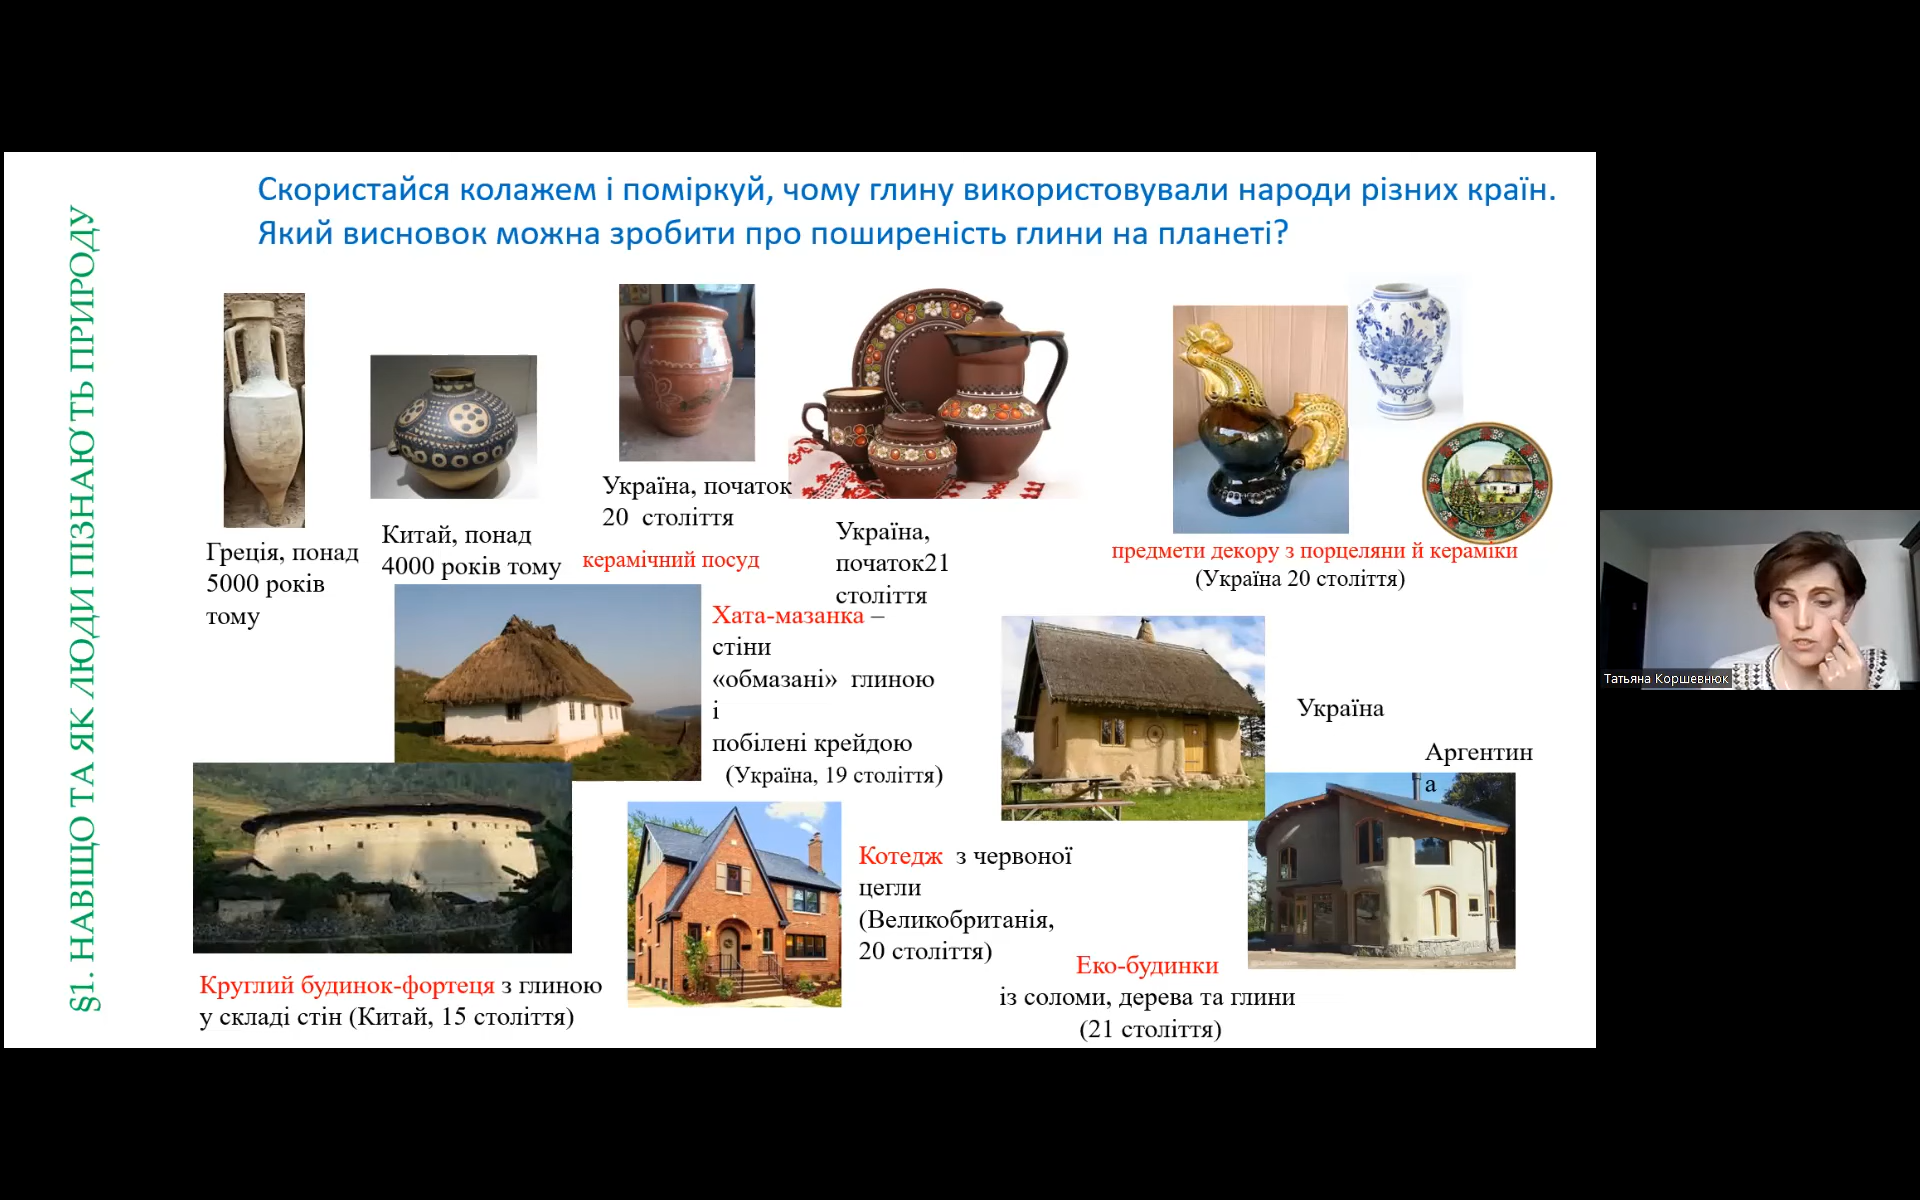 §1. НАВІЩО ТА ЯК ЛЮДИ ПІЗНАЮ́ТЬ ПРИРОДУ
Скористайся колажем і поміркуй, чому глину використовували народи різних країн.
Який висновок можна зробити про поширеність глини на планеті?
Греція, понад
5000 років
тому
Китай, понад
4000 років тому
Україна, початок
20 століття
керамічний посуд
Україна,
початок21
століття
предмети декору з порцеляни й кераміки
(Україна 20 століття)
Хата-мазанка –
стіни
«обмазані» глиною
і
побілені крейдою
(Україна, 19 століття)
Україна
Аргентин
а
Круглий будинок-фортеця з глиною
у складі стін (Китай, 15 століття)
Котедж з червоної
цегли
(Великобританія,
20 століття)
Еко-будинки
із соломи, дерева та глини
(21 століття)
Татьяна Коршевнюк